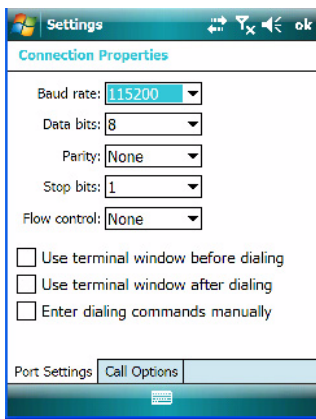 Settings ok
Connection Properties
Baud rate: 115200
Data bits: 8
Parity: None
Stop bits: 1
Flow control: None
Use terminal window before dialing
Use terminal window after dialing
Enter dialing commands manually
Port Settings Call Options